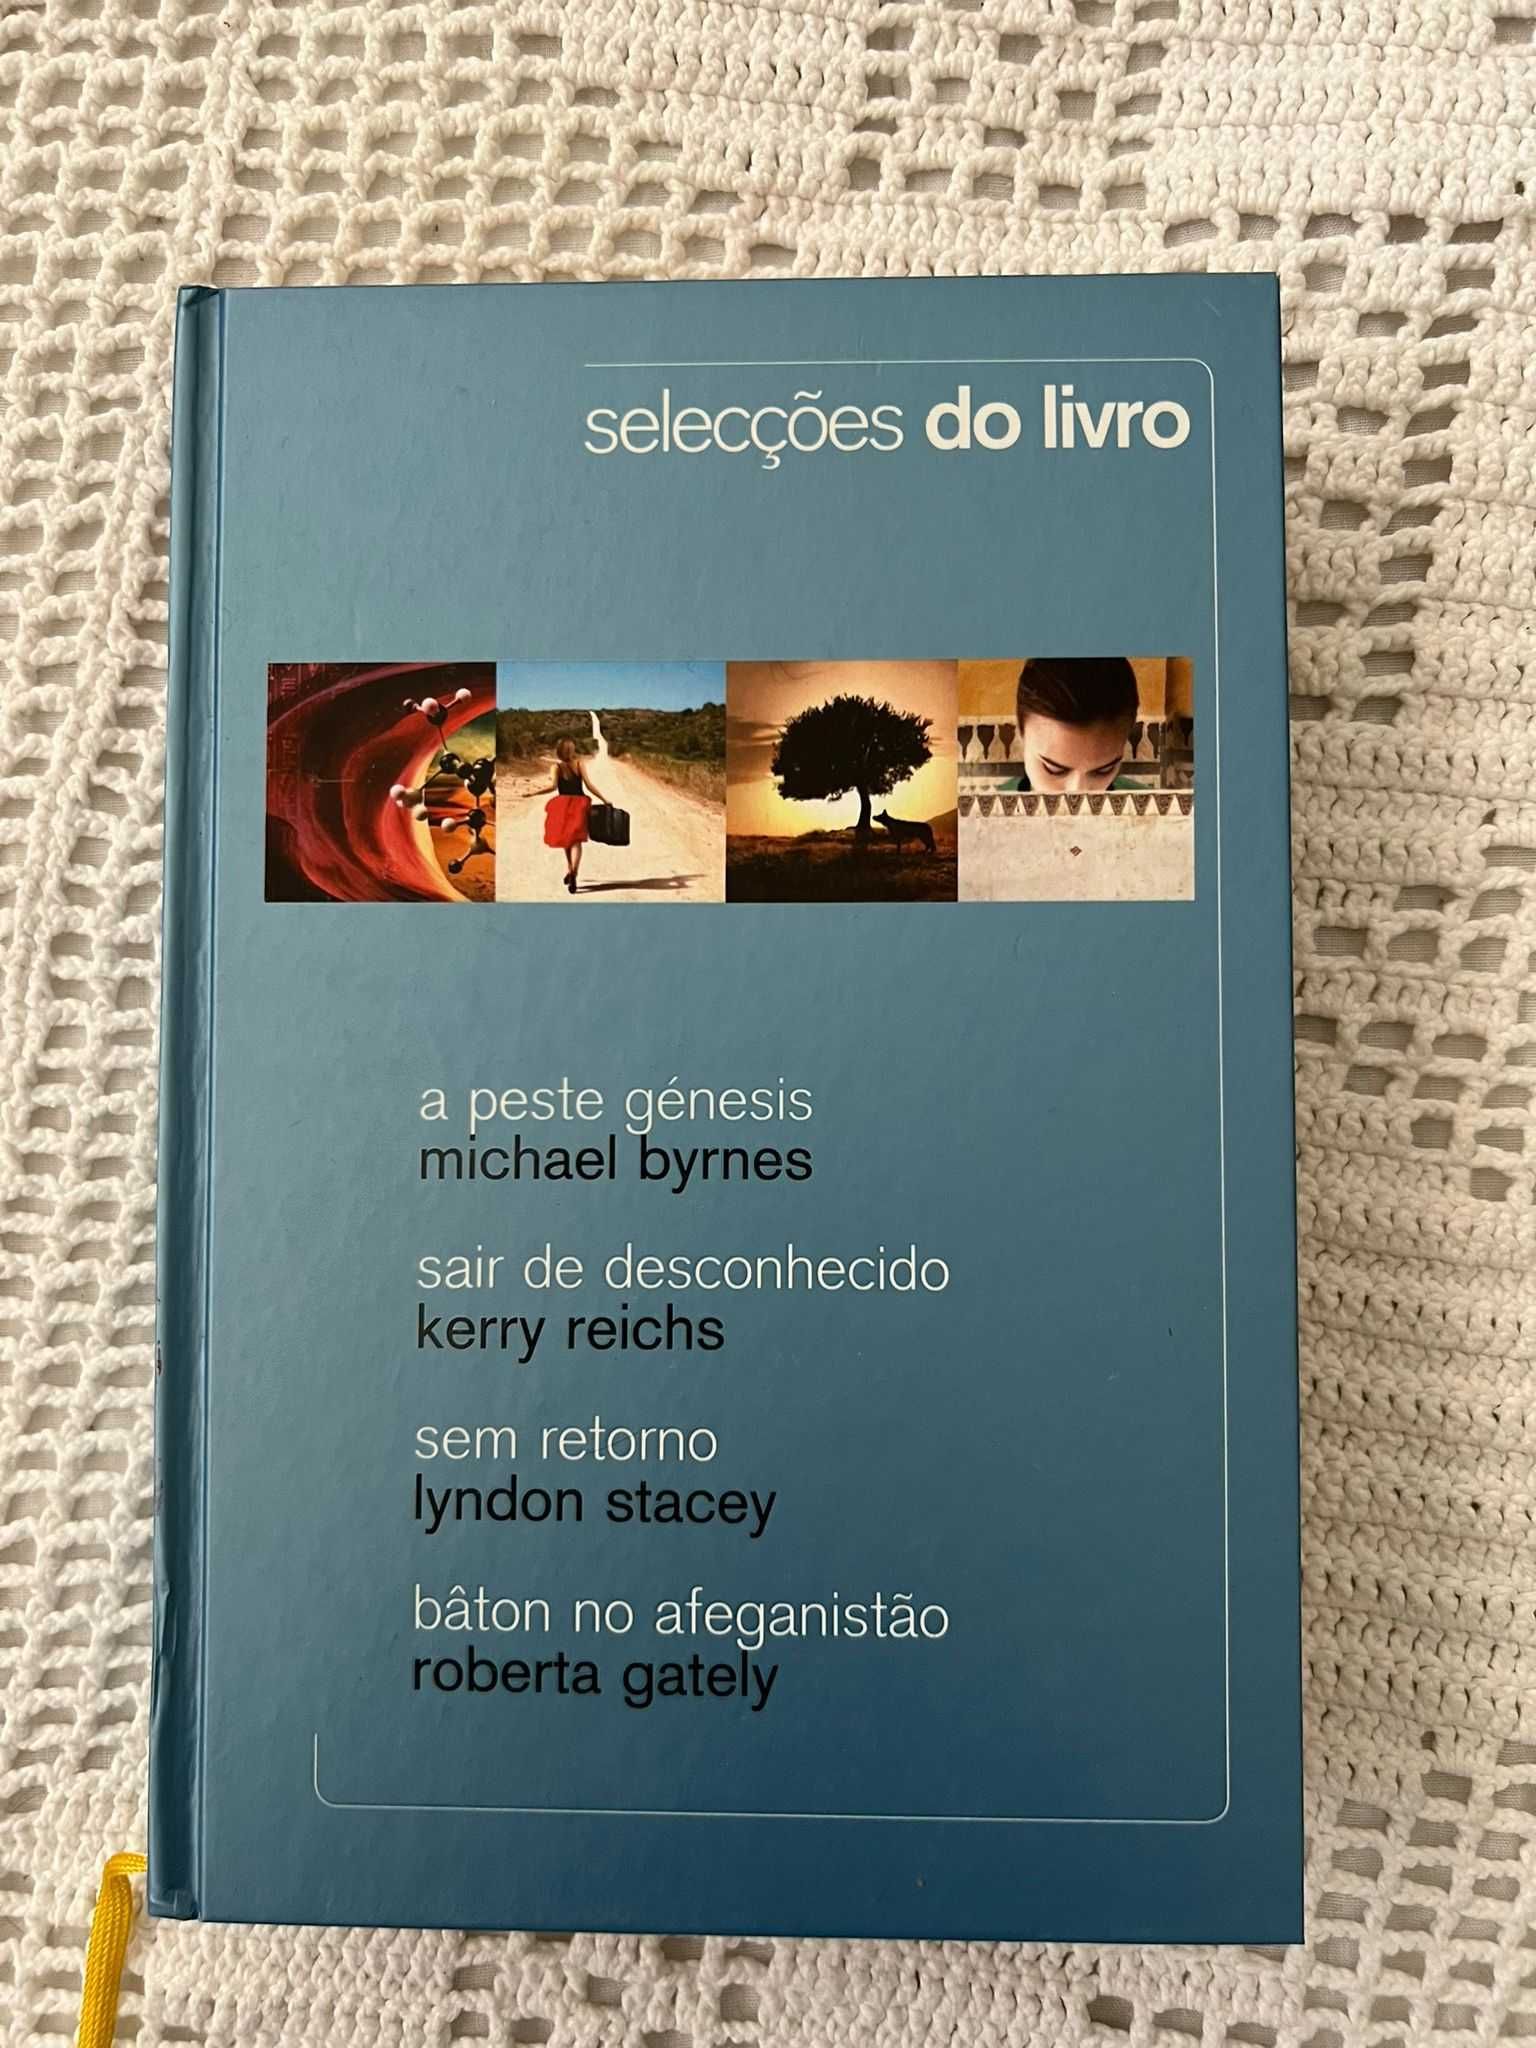 selecções do livro
a peste génesis
michael byrnes
sair de desconhecido
kerry reichs
sem retorno
lyndon stacey
bâton no afeganistão
roberta gately